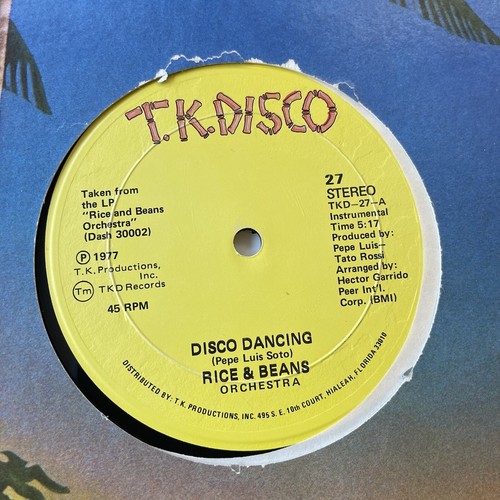 T.K.DISCO
Taken from
the LP
"Rice and Beans
Orchestra"
(Dash 30002)
℗ 1977
T.K. Productions,
Inc.
Tm TKD Records
45 RPM
27
STEREO
TKD-27-A
Instrumental
Time 5:17
Produced by:
Pepe Luis-
Tato Rossi
Arranged by:
Hector Garrido
Peer Int'l.
Corp. (BMI)
DISCO DANCING
(Pepe Luis Soto)
RICE & BEANS
ORCHESTRA
DISTRIBUTED BY: T.K. PRODUCTIONS, INC. 495 S. E. 10th COURT, HIALEAH, FLORIDA 33010